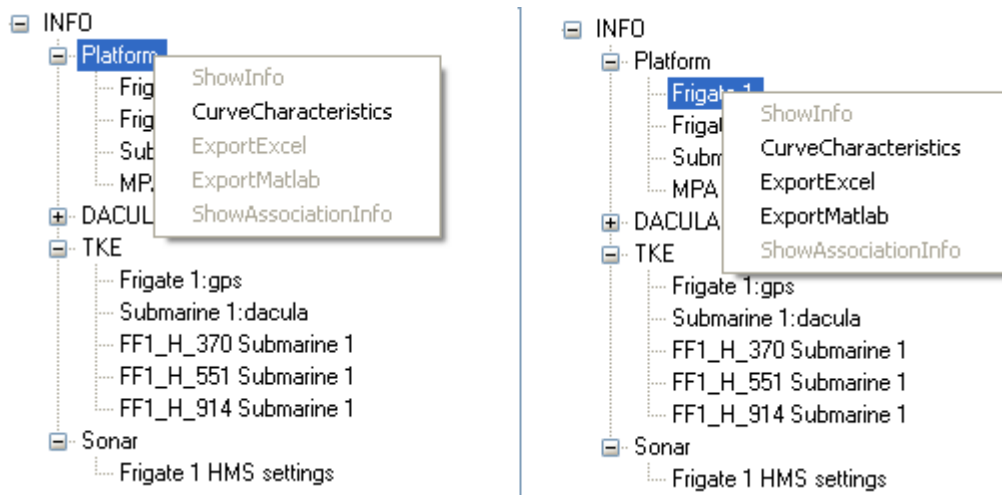 INFO
Platform
ShowInfo
CurveCharacteristics
ExportExcel
ExportMatlab
ShowAssociationInfo
Frig
Frig
Sub
MP
DACUL
TKE
Frigate 1:gps
Submarine 1:dacula
FF1_H_370 Submarine 1
FF1_H_551 Submarine 1
FF1_H_914 Submarine 1
Sonar
Frigate 1 HMS settings
INFO
Platform
Frigate 1
ShowInfo
CurveCharacteristics
ExportExcel
ExportMatlab
ShowAssociationInfo
Frigat
Subm
MPA
DACULA
TKE
Frigate 1:gps
Submarine 1:dacula
FF1_H_370 Submarine 1
FF1_H_551 Submarine 1
FF1_H_914 Submarine 1
Sonar
Frigate 1 HMS settings